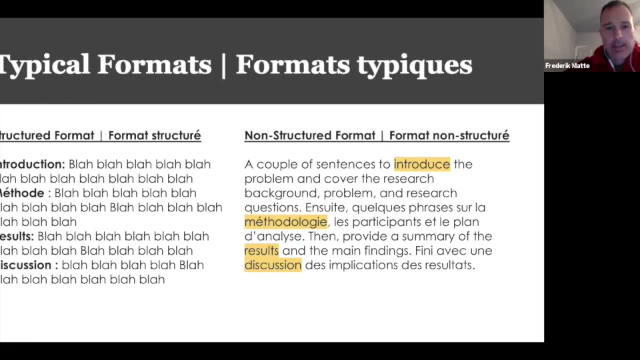 Typical Formats | Formats typiques
Frederik Matte
tructured Format | Format structuré
ntroduction: Blah blah blah blah blah
lah blah blah blah blah blah
Méthode : Blah blah blah blah blah
lah blah blah blah Blah blah blah blah
lah blah blah
esults: Blah blah blah blah blah blah
lah blah blah Blah blah blah blah
iscussion : blah blah blah blah Blah
lah blah blah blah blah blah blah
Non-Structured Format | Format non-structuré
A couple of sentences to introduce the
problem and cover the research
background, problem, and research
questions. Ensuite, quelques phrases sur la
méthodologie, les participants et le plan
d'analyse. Then, provide a summary of the
results and the main findings. Fini avec une
discussion des implications des resultats.